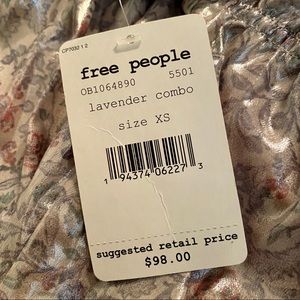 CP7032 1 2
free people
OB1064890 5501
lavender combo
size XS
1 94374 06227 3
suggested retail price
$98.00